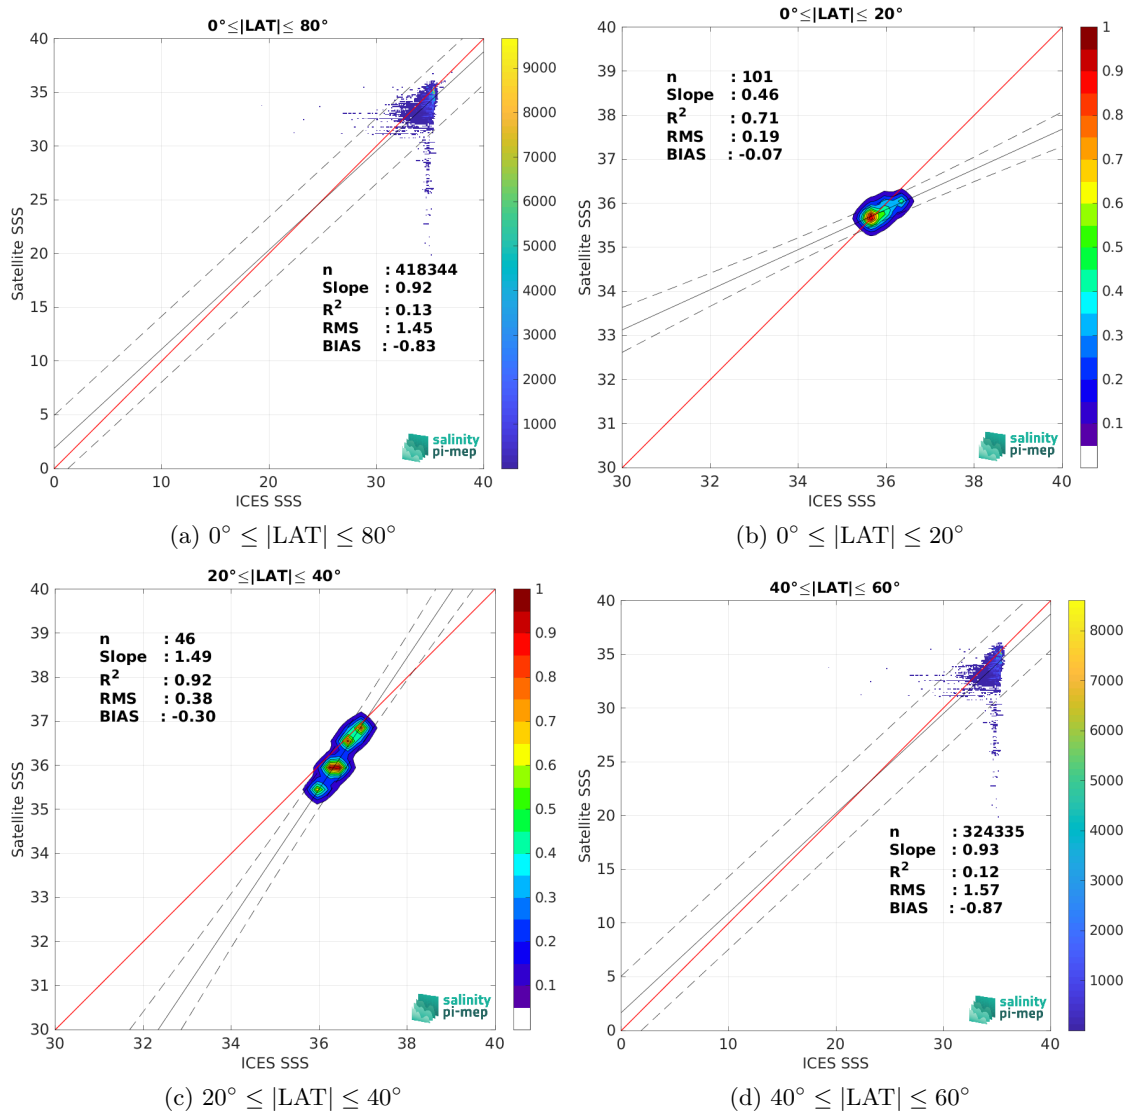 0°≤|LAT|≤ 80°
40
35
30
25
20
15
10
5
0
0
10
20
30
40
Satellite SSS
ICES SSS
n : 418344
Slope : 0.92
R² : 0.13
RMS : 1.45
BIAS : -0.83
9000
8000
7000
6000
5000
4000
3000
2000
1000
salinity
pi-mep
(a) 0° ≤ |LAT| ≤ 80°
0°≤|LAT|≤ 20°
40
39
38
37
36
35
34
33
32
31
30
30
32
34
36
38
40
Satellite SSS
ICES SSS
n : 101
Slope : 0.46
R² : 0.71
RMS : 0.19
BIAS : -0.07
1
0.9
0.8
0.7
0.6
0.5
0.4
0.3
0.2
0.1
salinity
pi-mep
(b) 0° ≤ |LAT| ≤ 20°
20°≤|LAT|≤ 40°
40
39
38
37
36
35
34
33
32
31
30
30
32
34
36
38
40
Satellite SSS
ICES SSS
n : 46
Slope : 1.49
R² : 0.92
RMS : 0.38
BIAS : -0.30
1
0.9
0.8
0.7
0.6
0.5
0.4
0.3
0.2
0.1
salinity
pi-mep
(c) 20° ≤ |LAT| ≤ 40°
40°≤|LAT|≤ 60°
40
35
30
25
20
15
10
5
0
0
10
20
30
40
Satellite SSS
ICES SSS
n : 324335
Slope : 0.93
R² : 0.12
RMS : 1.57
BIAS : -0.87
8000
7000
6000
5000
4000
3000
2000
1000
salinity
pi-mep
(d) 40° ≤ |LAT| ≤ 60°